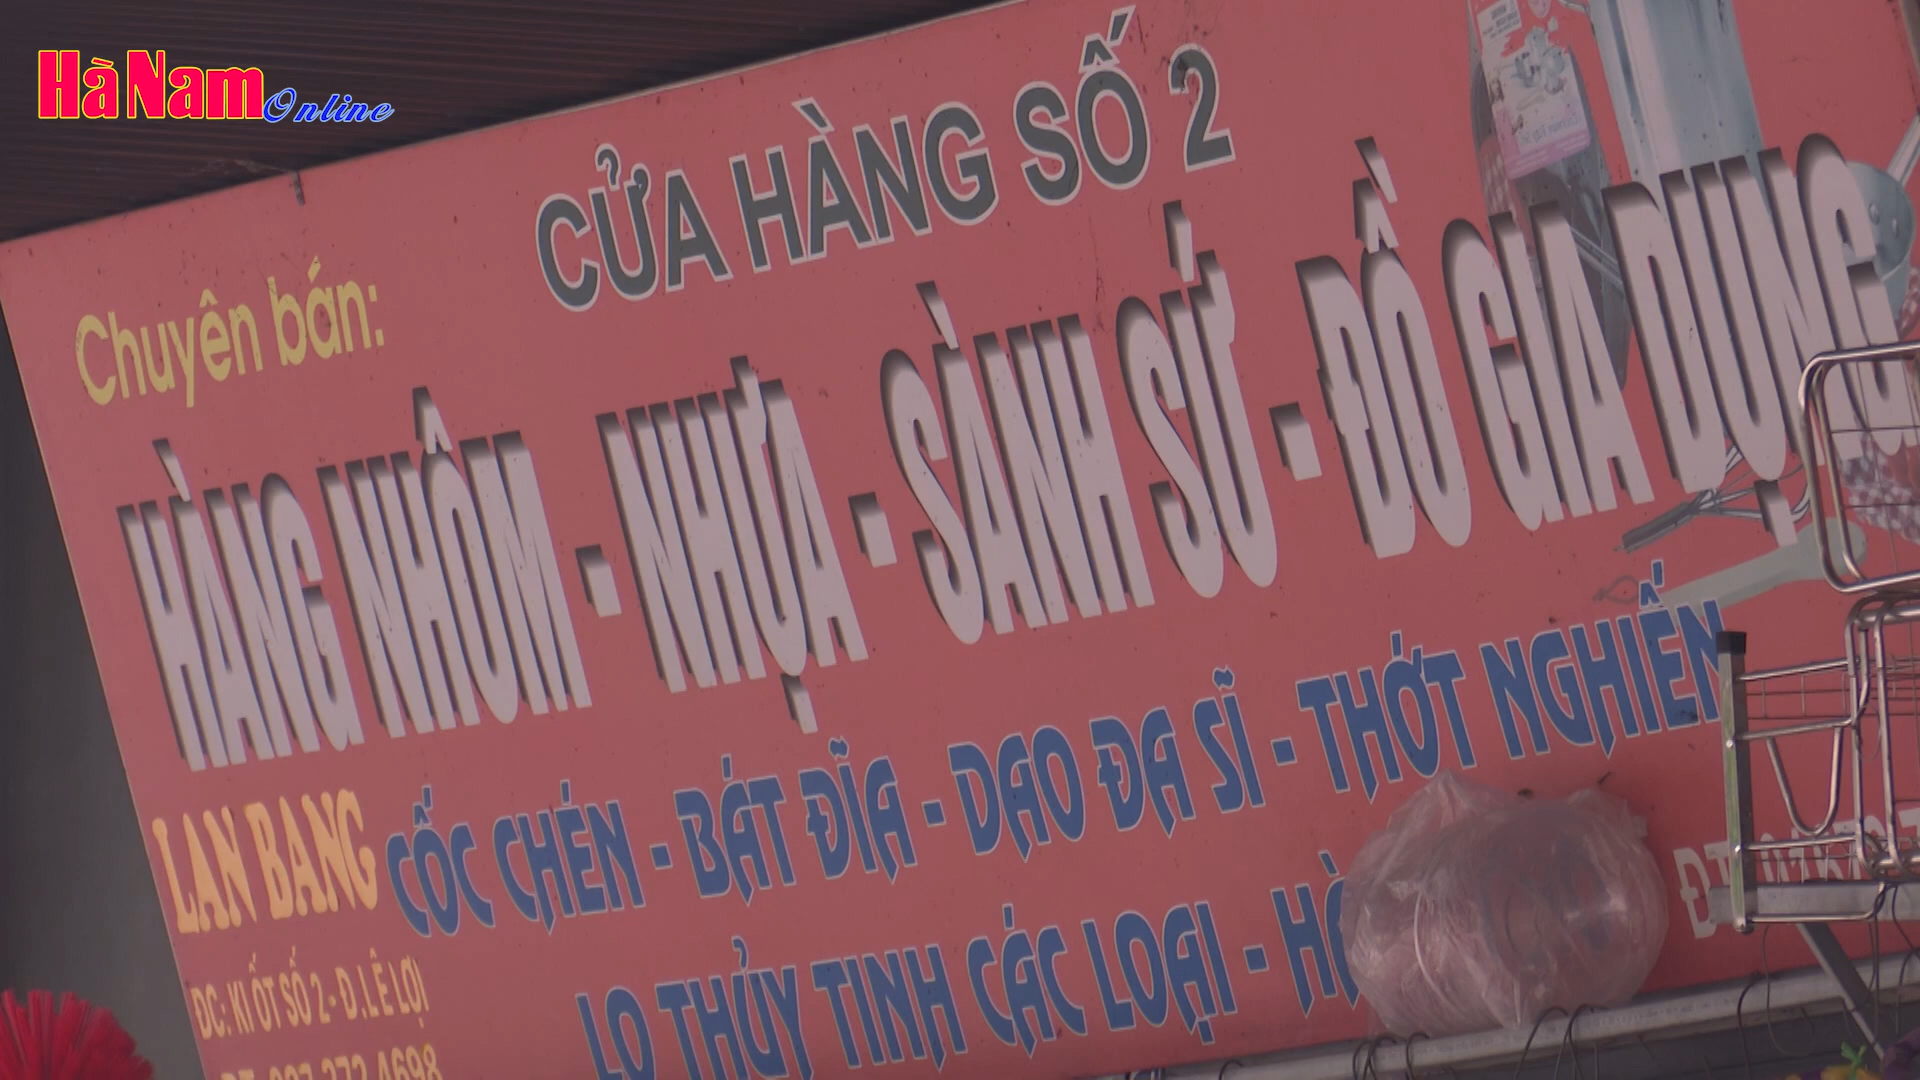 Hà Nam Online
CỬA HÀNG SỐ 2
Chuyên bán:
HÀNG NHÔM - NHỰA - SÀNH SỨ - ĐỒ GIA DỤNG
LAN BANG
CỐC CHÉN - BÁT ĐĨA - DAO ĐA SĨ - THỚT NGHIẾN
LỌ THỦY TINH CÁC LOẠI -
ĐC: KI ỐT SỐ 2 - Đ.LÊ LỢI